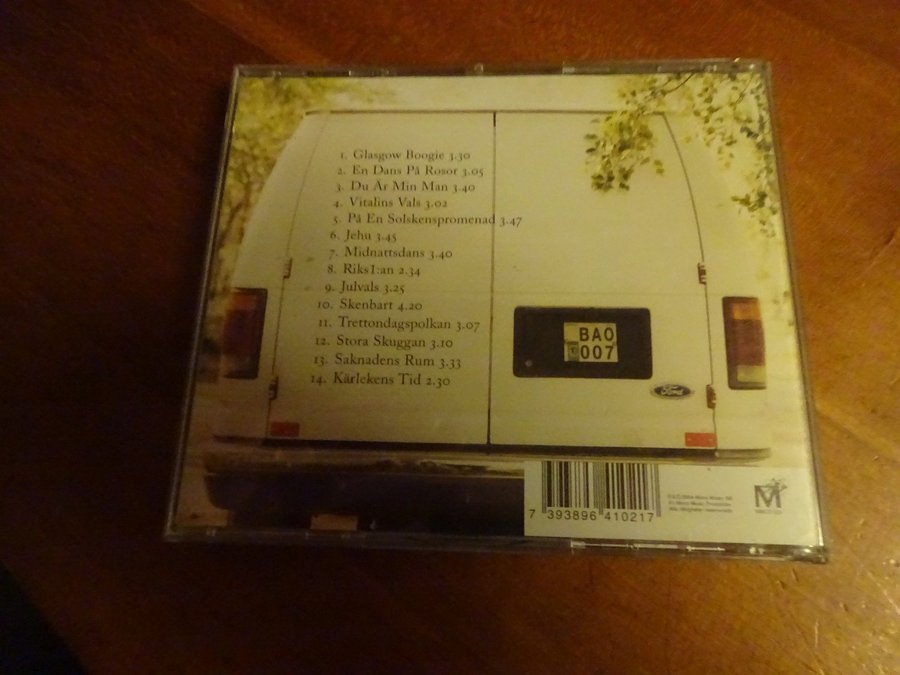 1. Glasgow Boogie 3.30
2. En Dans På Rosor 3.05
3. Du Är Min Man 3.40
4. Vitalins Vals 3.02
5. På En Solskenspromenad 3.47
6. Jehu 3.45
7. Midnattsdans 3.40
8. Riks1:an 2.34
9. Julvals 3.25
10. Skenbart 4.20
11. Trettondagspolkan 3.07
12. Stora Skuggan 3.10
13. Saknadens Rum 3.33
14. Kärlekens Tid 2.30
BAO
007
Ford
7 393896 410217
M